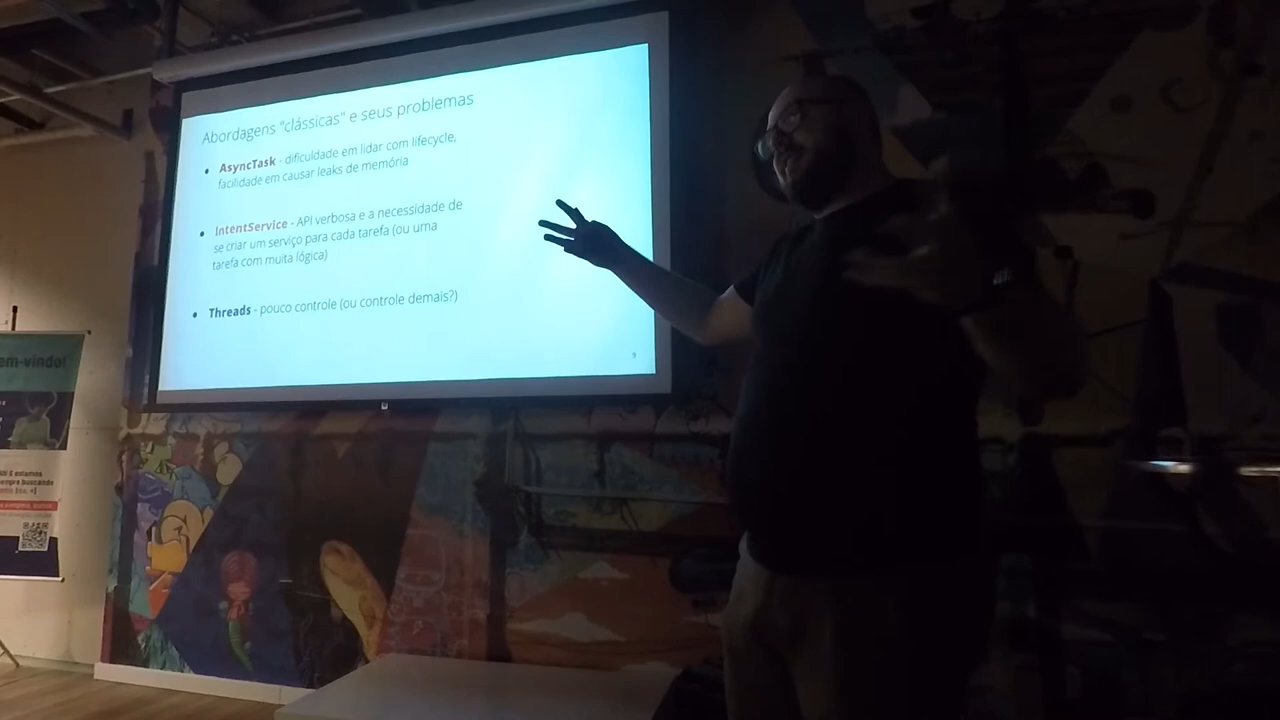 Abordagens "clássicas" e seus problemas
AsyncTask - dificuldade em lidar com lifecycle,
facilidade em causar leaks de memória
IntentService - API verbosa e a necessidade de
se criar um serviço para cada tarefa (ou uma
tarefa com muita lógica)
Threads - pouco controle (ou controle demais?)
9
em-vindo!